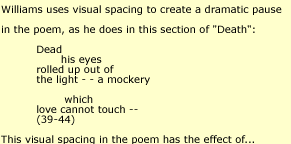 Williams uses visual spacing to create a dramatic pause
in the poem, as he does in this section of "Death":
Dead
his eyes
rolled up out of
the light - - a mockery
which
love cannot touch --
(39-44)
This visual spacing in the poem has the effect of...